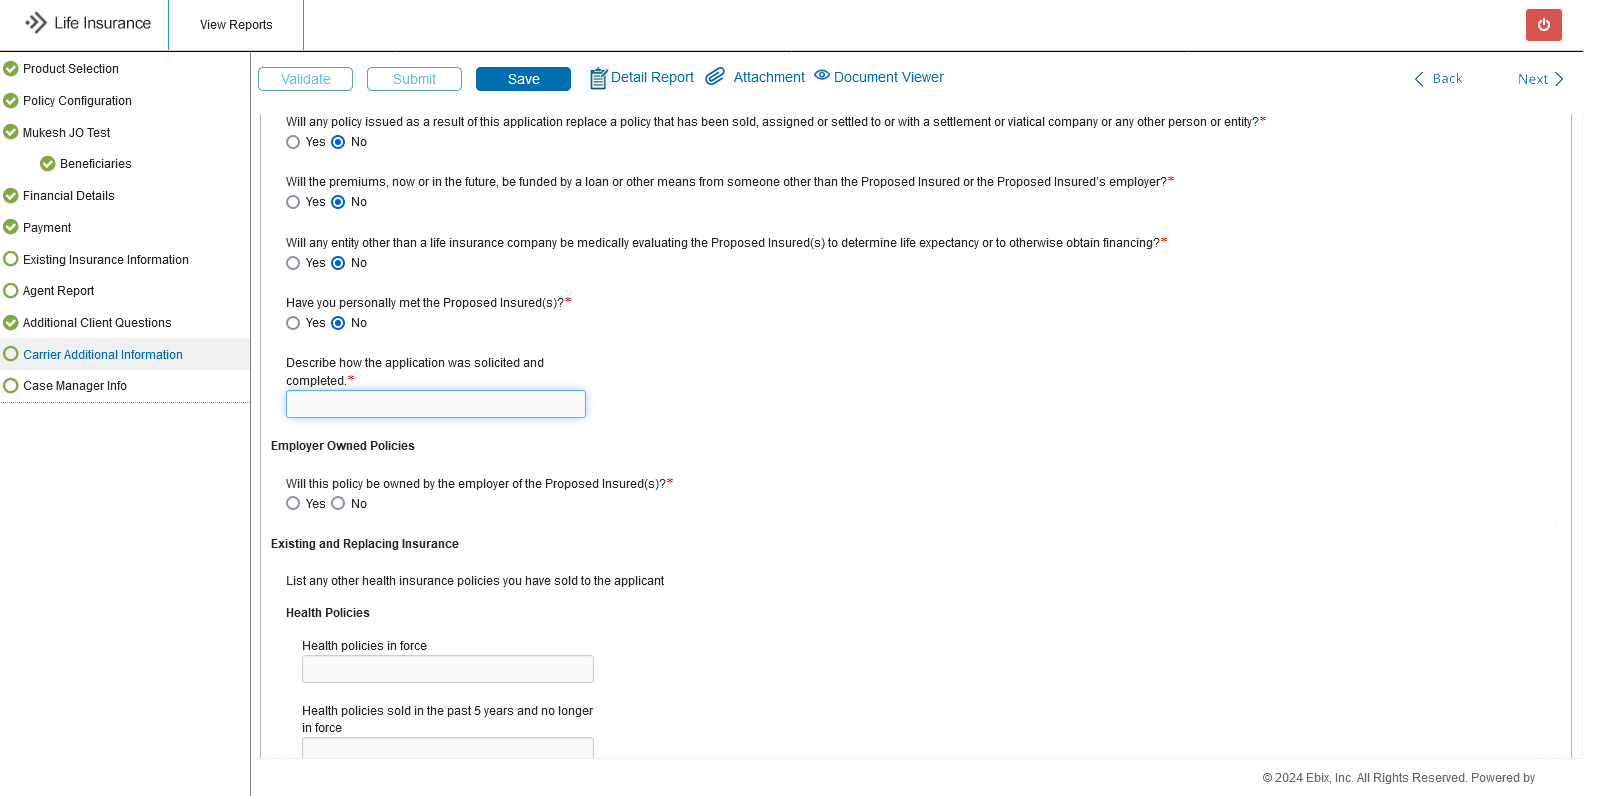 Life Insurance
View Reports
Product Selection
Policy Configuration
Mukesh JO Test
Beneficiaries
Financial Details
Payment
Existing Insurance Information
Agent Report
Additional Client Questions
Carrier Additional Information
Case Manager Info
Validate Submit Save Detail Report Attachment Document Viewer Back Next
Will any policy issued as a result of this application replace a policy that has been sold, assigned or settled to or with a settlement or viatical company or any other person or entity?*
Yes No
Will the premiums, now or in the future, be funded by a loan or other means from someone other than the Proposed Insured or the Proposed Insured's employer?*
Yes No
Will any entity other than a life insurance company be medically evaluating the Proposed Insured(s) to determine life expectancy or to otherwise obtain financing?*
Yes No
Have you personally met the Proposed Insured(s)?*
Yes No
Describe how the application was solicited and
completed.*
Employer Owned Policies
Will this policy be owned by the employer of the Proposed Insured(s)?*
Yes No
Existing and Replacing Insurance
List any other health insurance policies you have sold to the applicant
Health Policies
Health policies in force
Health policies sold in the past 5 years and no longer
in force
© 2024 Ebix, Inc. All Rights Reserved. Powered by